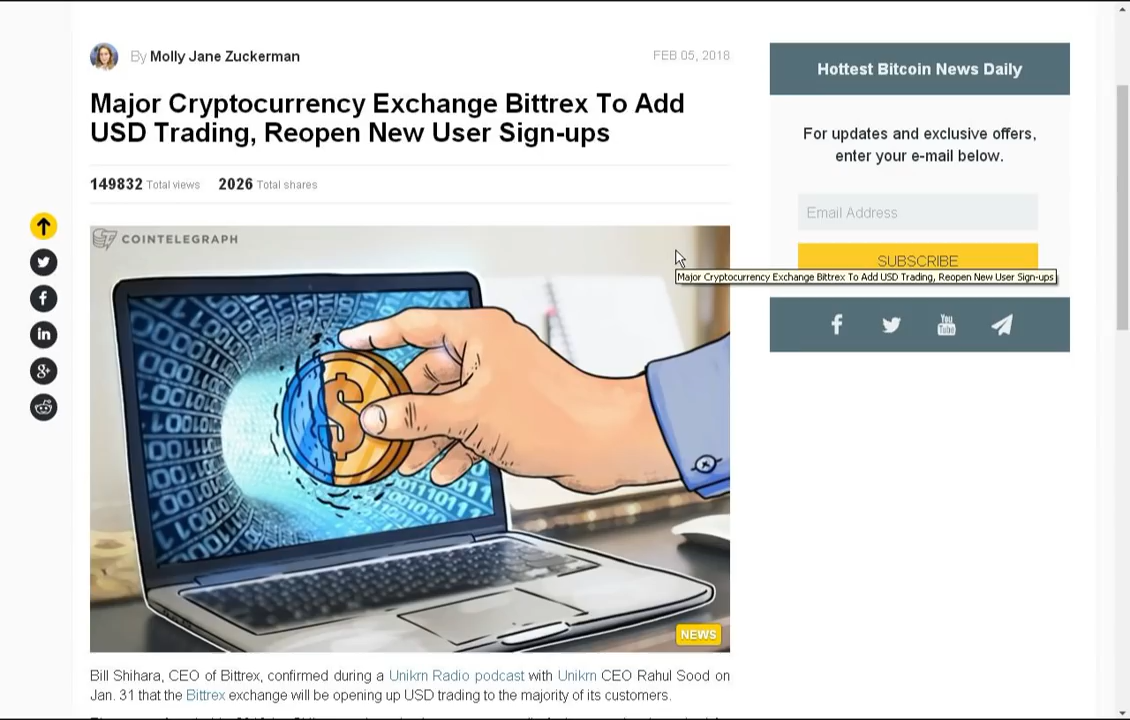 By Molly Jane Zuckerman
FEB 05, 2018
Major Cryptocurrency Exchange Bittrex To Add
USD Trading, Reopen New User Sign-ups
149832 Total views 2026 Total shares
COINTELEGRAPH
NEWS
Bill Shihara, CEO of Bittrex, confirmed during a Unikrn Radio podcast with Unikrn CEO Rahul Sood on
Jan. 31 that the Bittrex exchange will be opening up USD trading to the majority of its customers.
Hottest Bitcoin News Daily
For updates and exclusive offers,
enter your e-mail below.
Email Address
SUBSCRIBE
Major Cryptocurrency Exchange Bittrex To Add USD Trading, Reopen New User Sign-ups
You
Tube